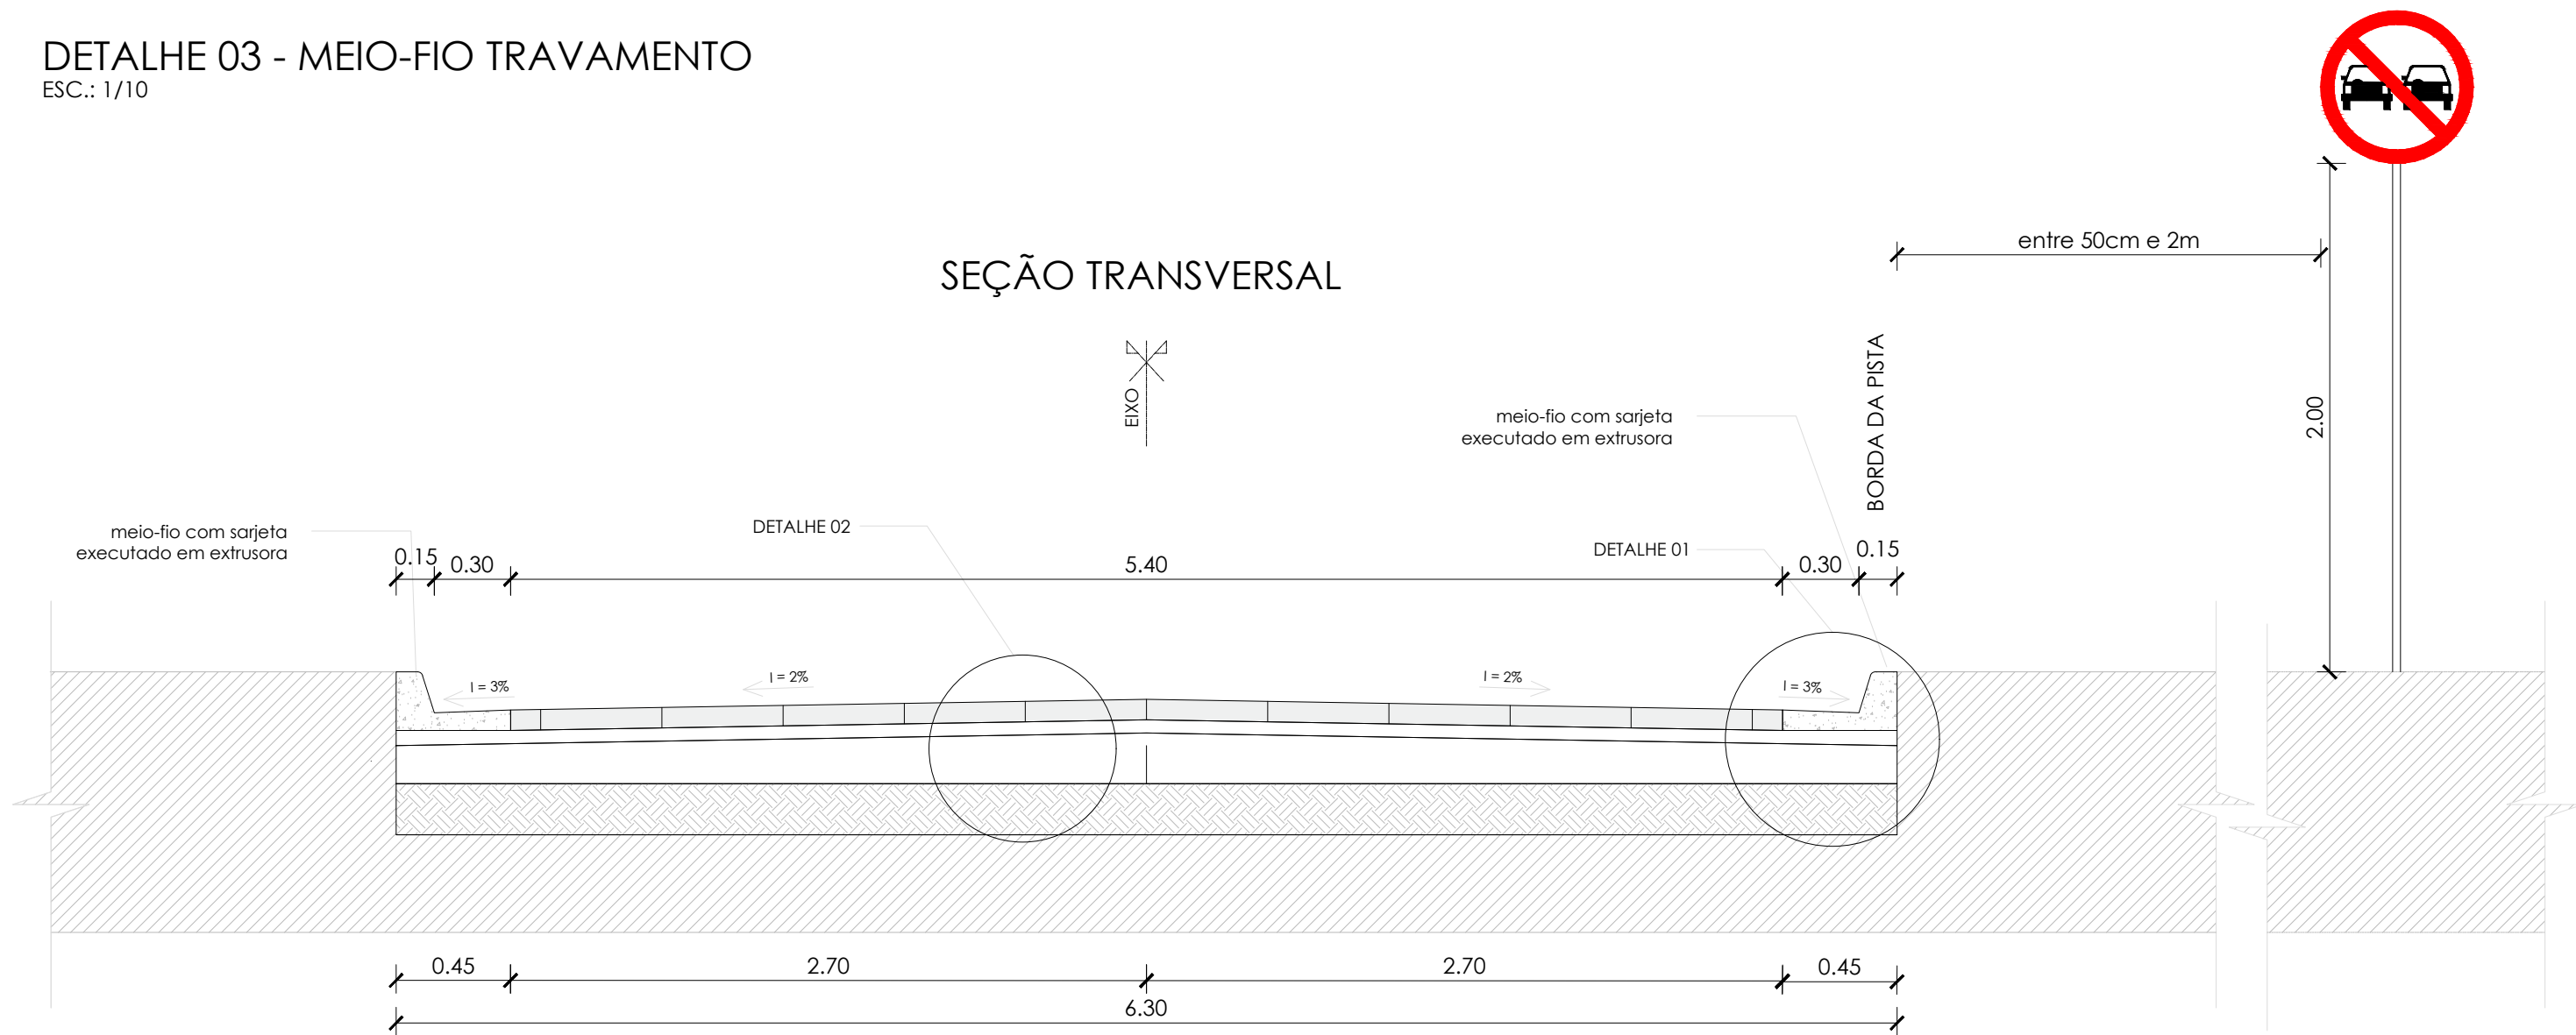 DETALHE 03 - MEIO-FIO TRAVAMENTO
ESC.: 1/10
entre 50cm e 2m
SEÇÃO TRANSVERSAL
EIXO
BORDA DA PISTA
2.00
meio-fio com sarjeta
executado em extrusora
meio-fio com sarjeta
executado em extrusora
DETALHE 02
DETALHE 01
0.15
0.30
5.40
0.30
0.15
I = 3%
I = 2%
I = 2%
I = 3%
0.45
2.70
2.70
0.45
6.30